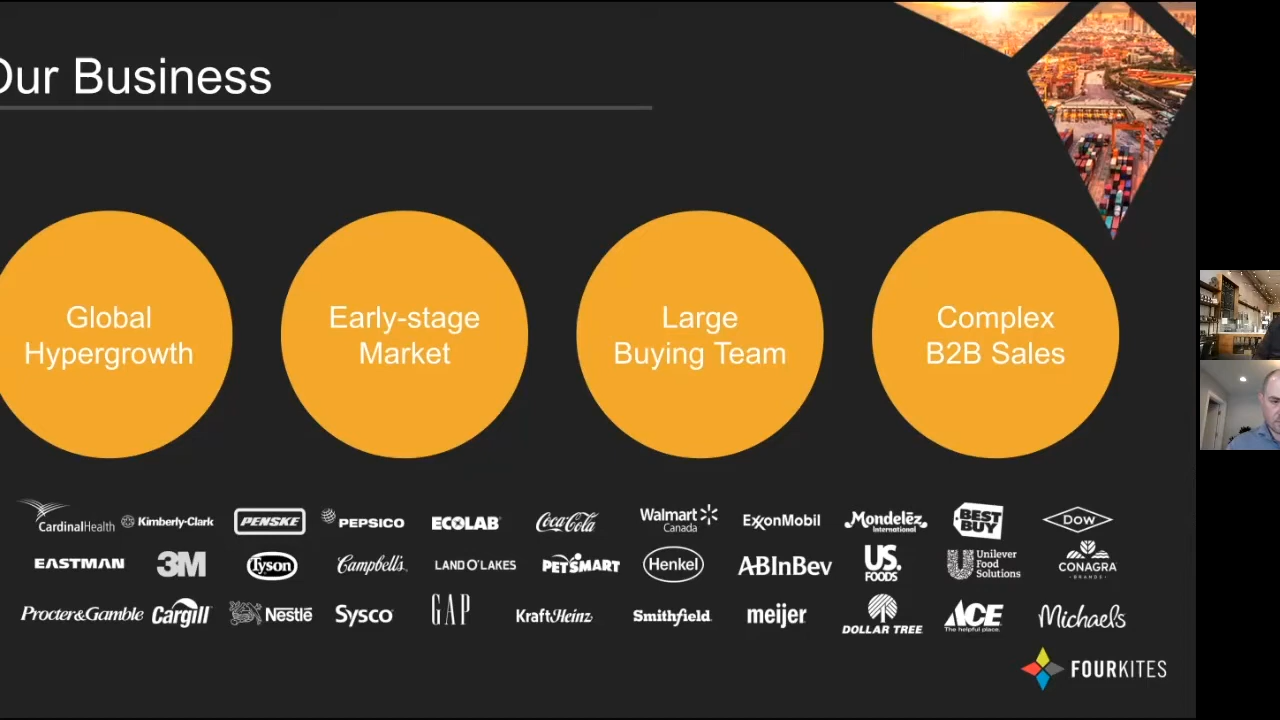 Our Business
Global
Hypergrowth
Early-stage
Market
Large
Buying Team
Complex
B2B Sales
CardinalHealth
Kimberly-Clark
PENSKE
PEPSICO
ECOLAB
Coca-Cola
Walmart
Canada
ExxonMobil
Mondelēz
International
BEST
BUY
DOW
EASTMAN
3M
Tyson
Campbell's
LAND O'LAKES
PETSMART
Henkel
ABInBev
US.
FOODS
Unilever
Food
Solutions
CONAGRA
BRANDS
Procter&Gamble
Cargill
Nestlé
Sysco
GAP
KraftHeinz
Smithfield
meijer
DOLLAR TREE
ACE
The helpful place.
Michaels
FOURKITES